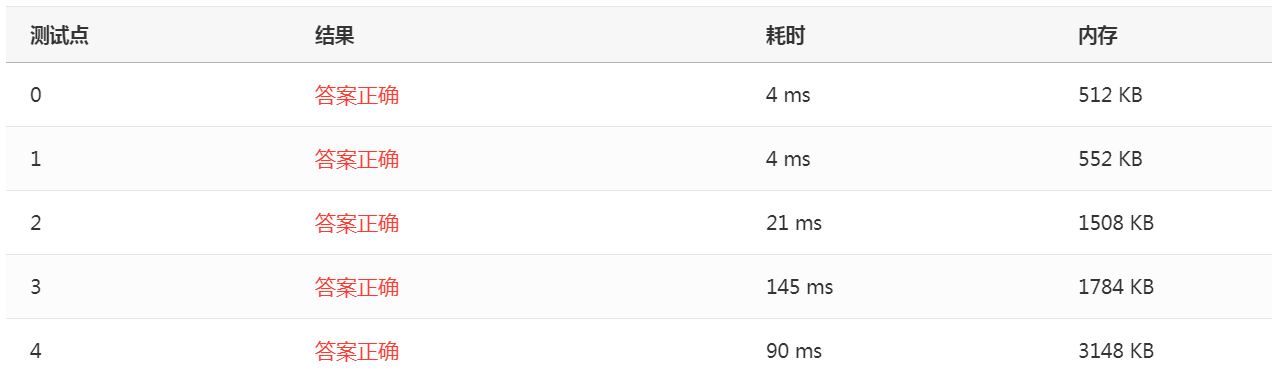 测试点 结果 耗时 内存
0 答案正确 4 ms 512 KB
1 答案正确 4 ms 552 KB
2 答案正确 21 ms 1508 KB
3 答案正确 145 ms 1784 KB
4 答案正确 90 ms 3148 KB